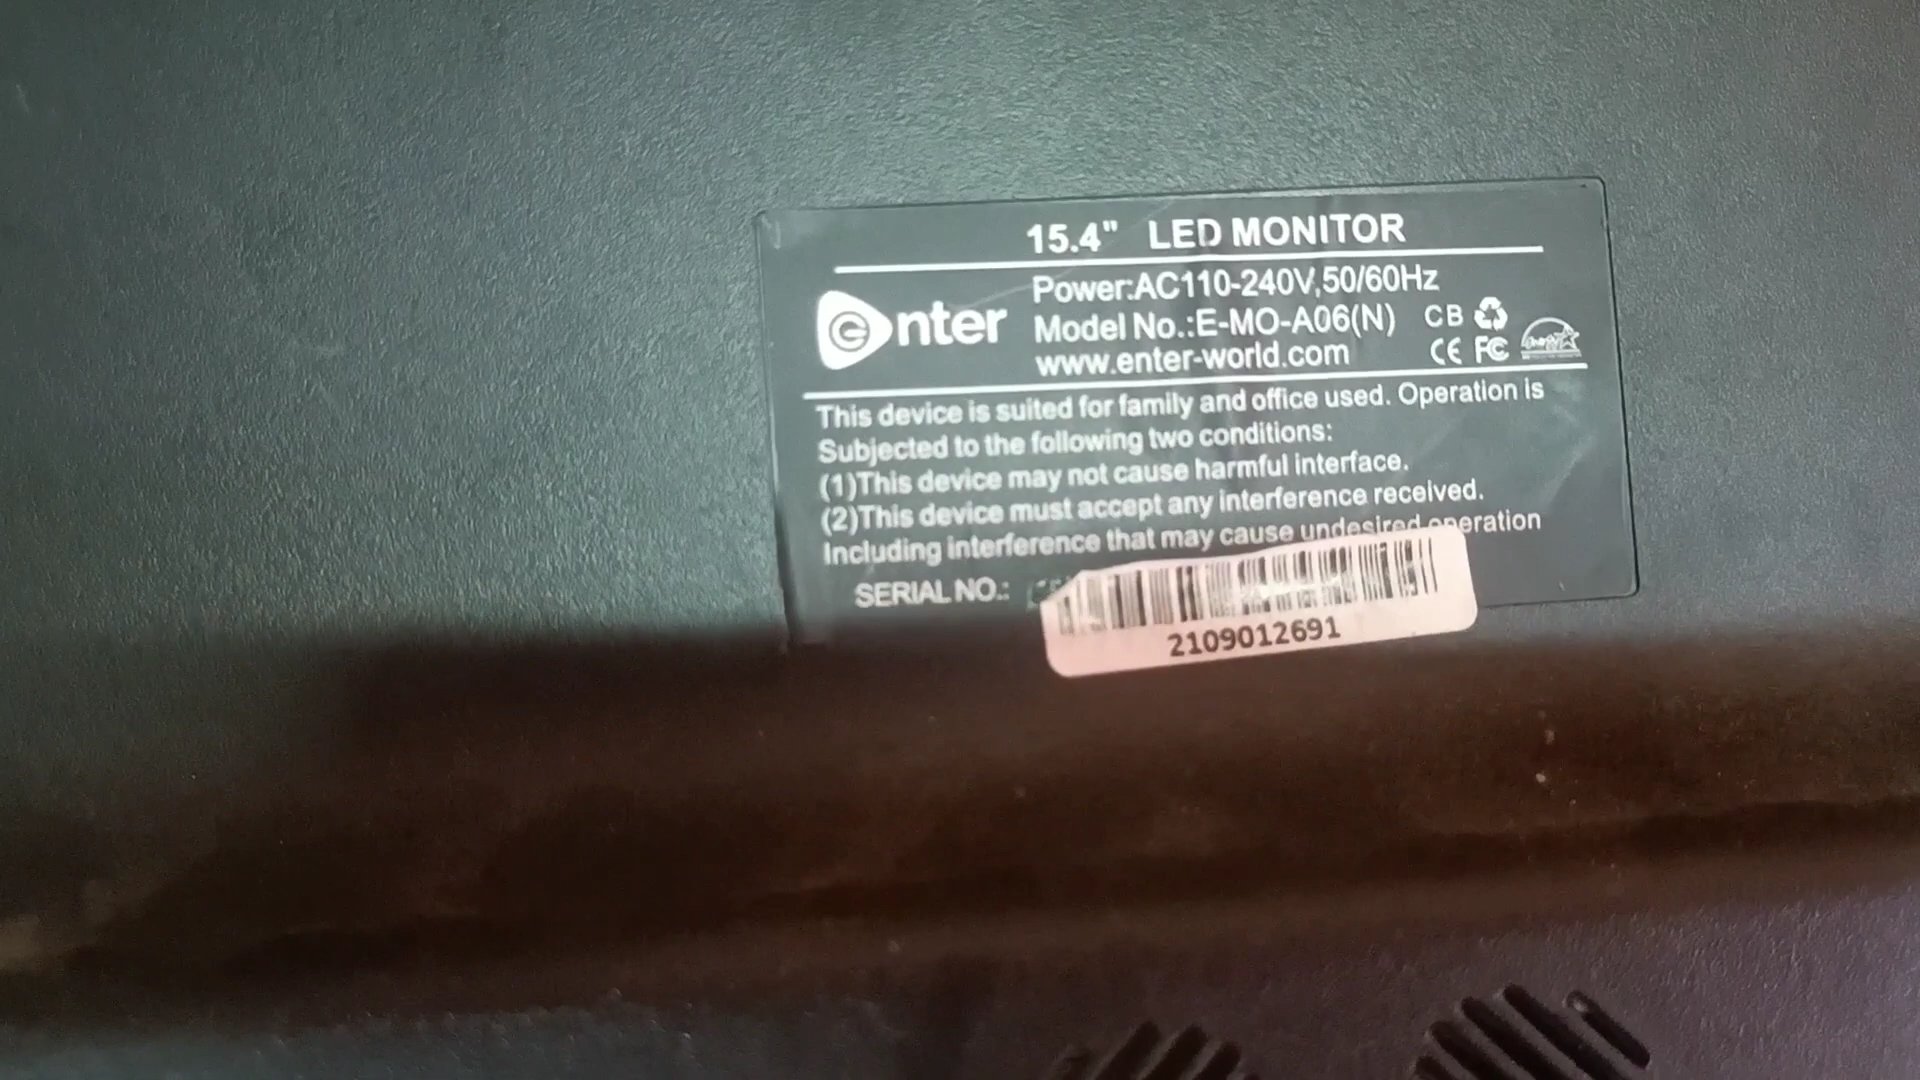 15.4" LED MONITOR
enter
Power:AC110-240V,50/60Hz
Model No.:E-MO-A06(N)
www.enter-world.com
CB
CE FC
energy
This device is suited for family and office used. Operation is
Subjected to the following two conditions:
(1)This device may not cause harmful interface.
(2)This device must accept any interference received.
Including interference that may cause undesired operation
SERIAL NO.:
2109012691